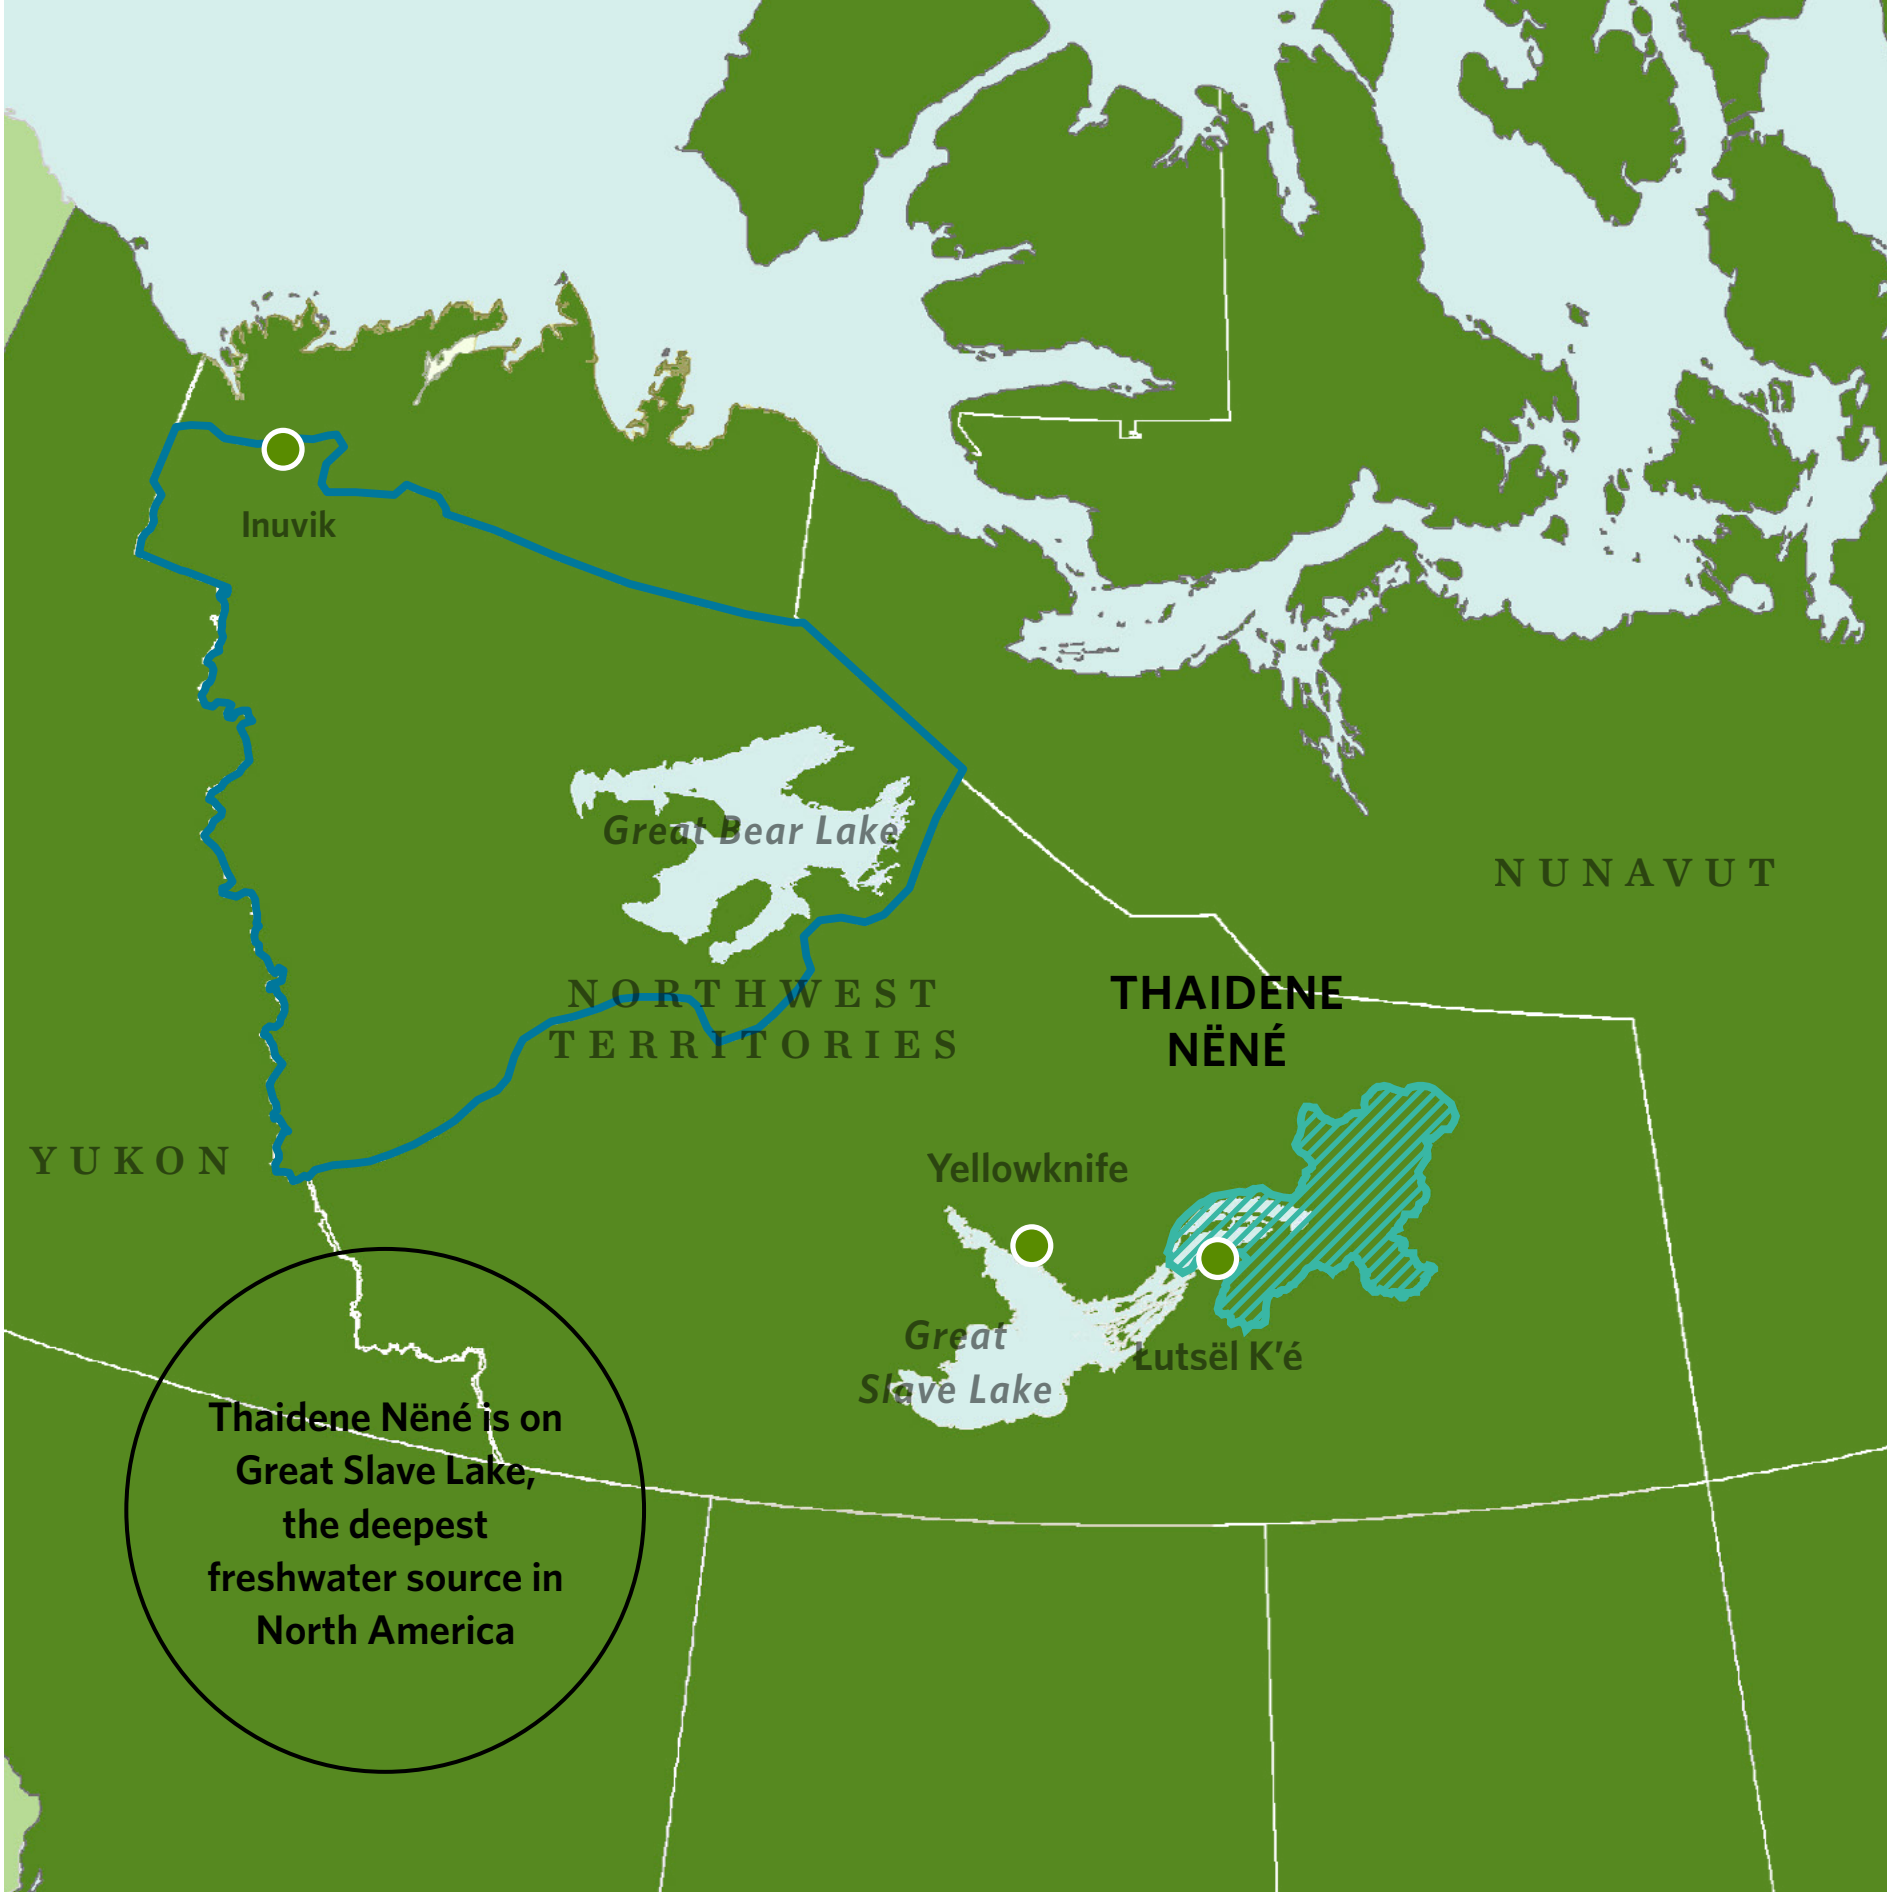 Inuvik
Great Bear Lake
NUNAVUT
NORTHWEST
TERRITORIES
THAIDENE
NËNÉ
YUKON
Yellowknife
Great
Slave Lake
Łutsël K'é
Thaidene Nëné is on
Great Slave Lake,
the deepest
freshwater source in
North America